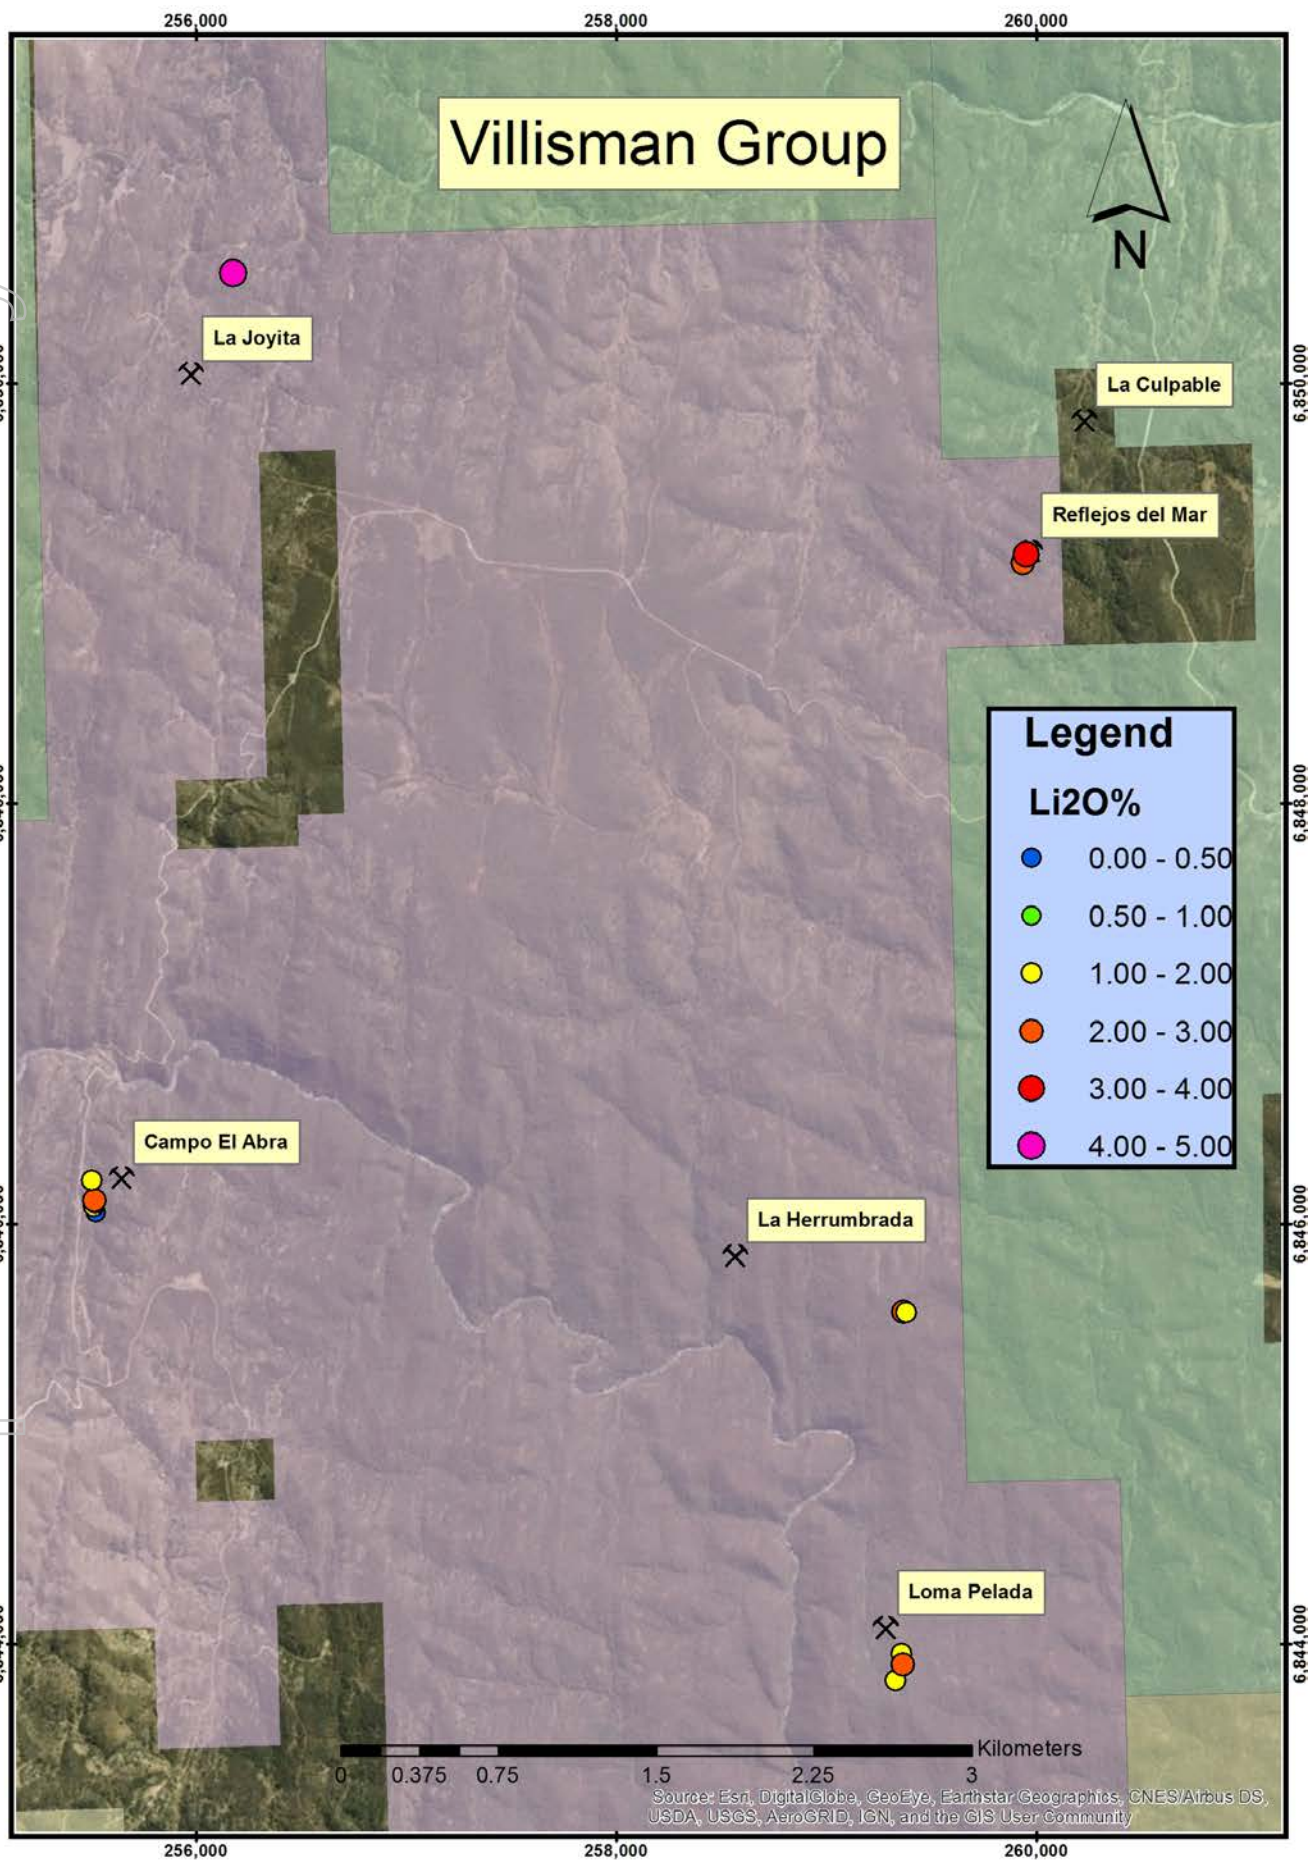 256,000
258,000
260,000
Villisman Group
N
La Joyita
La Culpable
6,850,000
Reflejos del Mar
Legend
Li2O%
0.00 - 0.50
0.50 - 1.00
1.00 - 2.00
2.00 - 3.00
3.00 - 4.00
4.00 - 5.00
6,848,000
Campo El Abra
La Herrumbrada
6,846,000
Loma Pelada
6,844,000
Kilometers
0 0.375 0.75 1.5 2.25 3
Source: Esri, DigitalGlobe, GeoEye, Earthstar Geographics, CNES/Airbus DS,
USDA, USGS, AeroGRID, IGN, and the GIS User Community
256,000
258,000
260,000